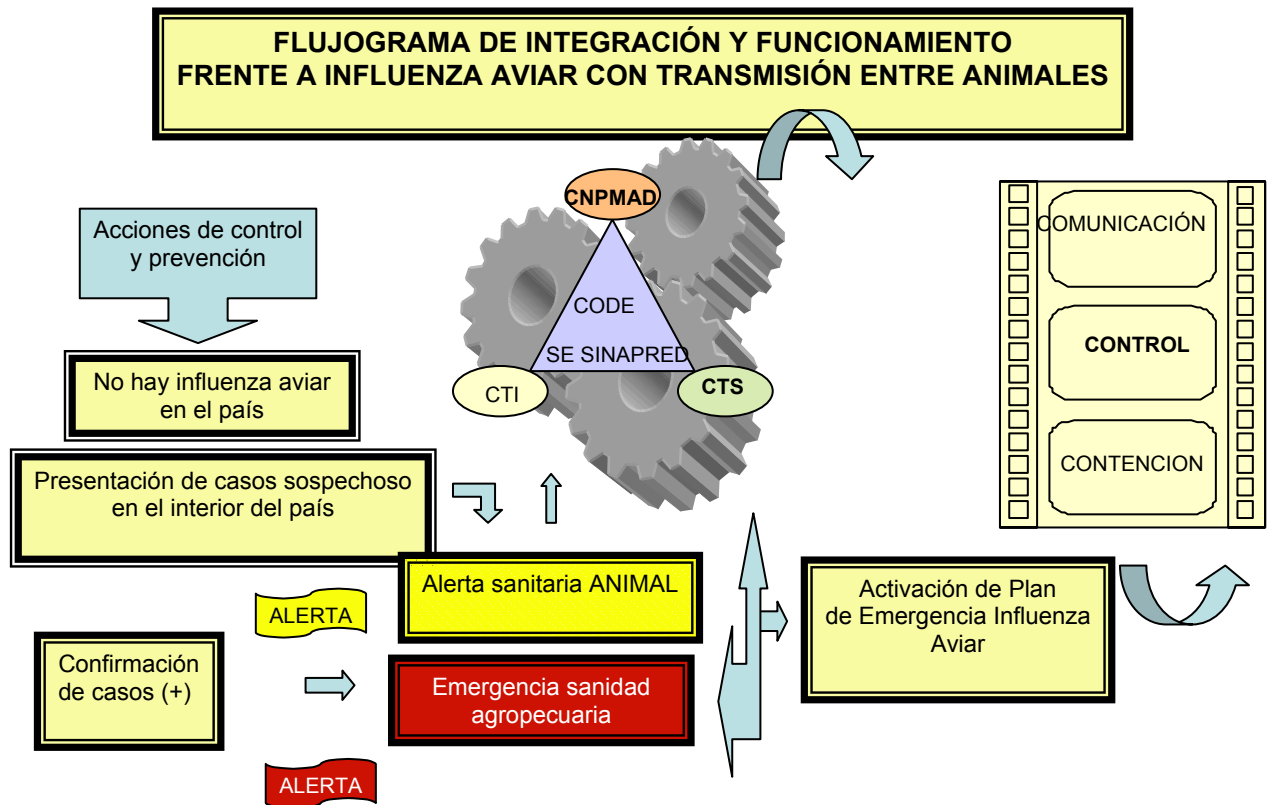 FLUJOGRAMA DE INTEGRACIÓN Y FUNCIONAMIENTO
FRENTE A INFLUENZA AVIAR CON TRANSMISIÓN ENTRE ANIMALES
CNPMAD
CODE
SE SINAPRED
CTI
CTS
Acciones de control
y prevención
No hay influenza aviar
en el país
Presentación de casos sospechoso
en el interior del país
Alerta sanitaria ANIMAL
ALERTA
Confirmación
de casos (+)
Emergencia sanidad
agropecuaria
ALERTA
Activación de Plan
de Emergencia Influenza
Aviar
COMUNICACIÓN
CONTROL
CONTENCION